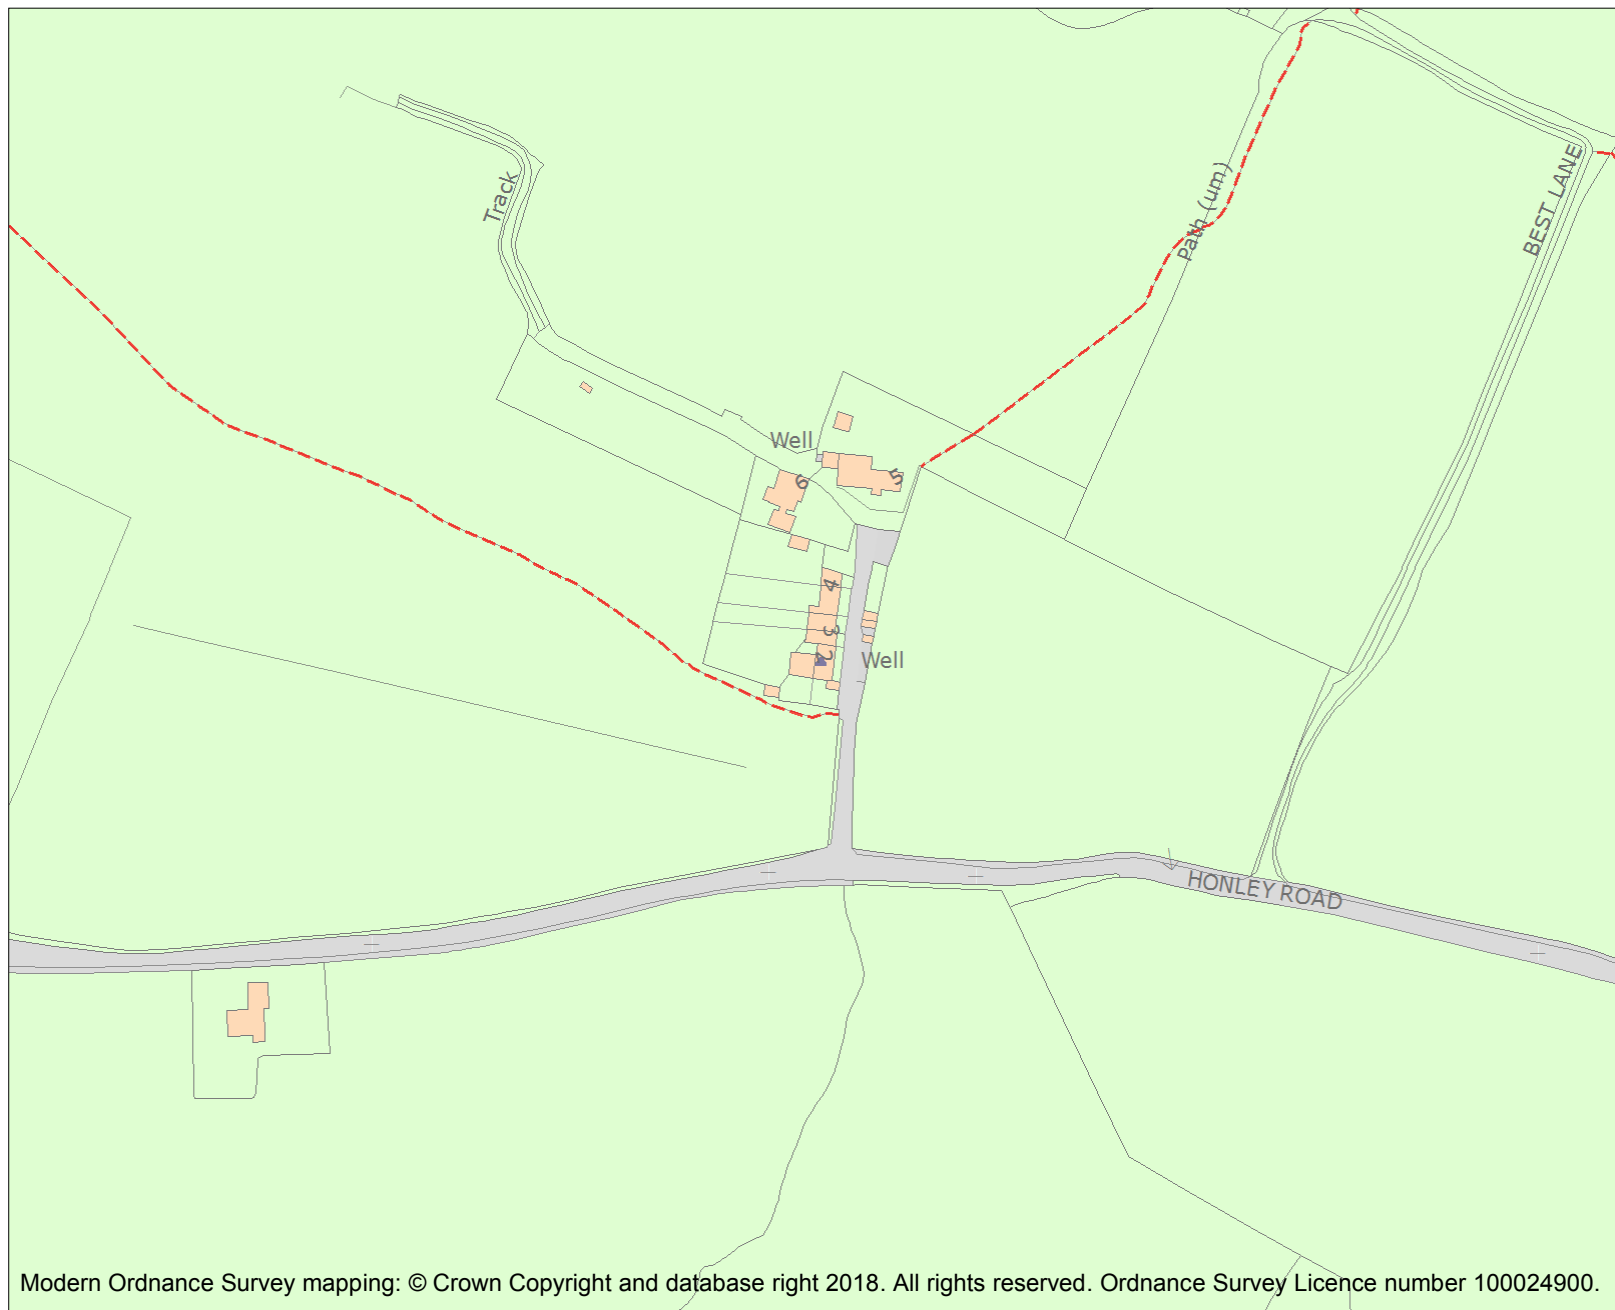 Track
Path (um)
BEST LANE
Well
6
5
4
3
2
Well
HONLEY ROAD
Modern Ordnance Survey mapping: © Crown Copyright and database right 2018. All rights reserved. Ordnance Survey Licence number 100024900.